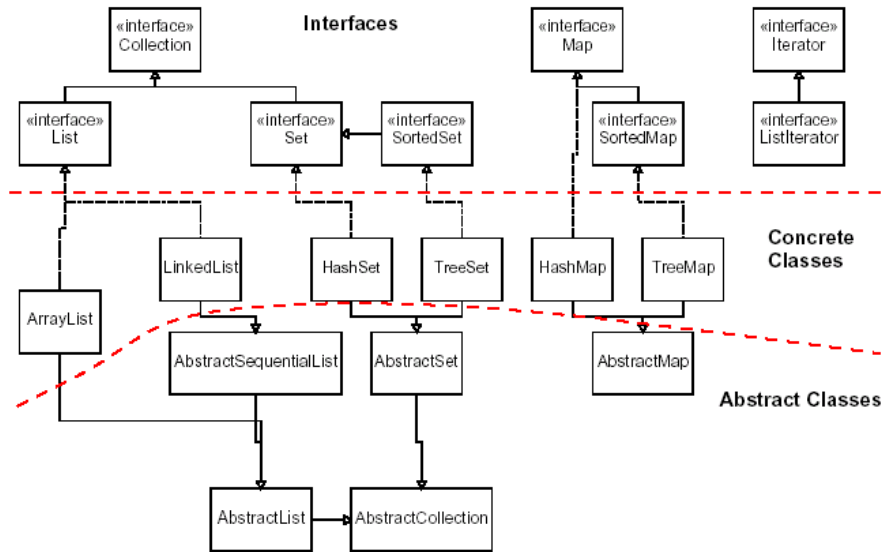 Interfaces
«interface»
Collection
«interface»
Map
«interface»
Iterator
«interface»
List
«interface»
Set
«interface»
SortedSet
«interface»
SortedMap
«interface»
ListIterator
Concrete
Classes
LinkedList
HashSet
TreeSet
HashMap
TreeMap
ArrayList
AbstractSequentialList
AbstractSet
AbstractMap
Abstract Classes
AbstractList
AbstractCollection